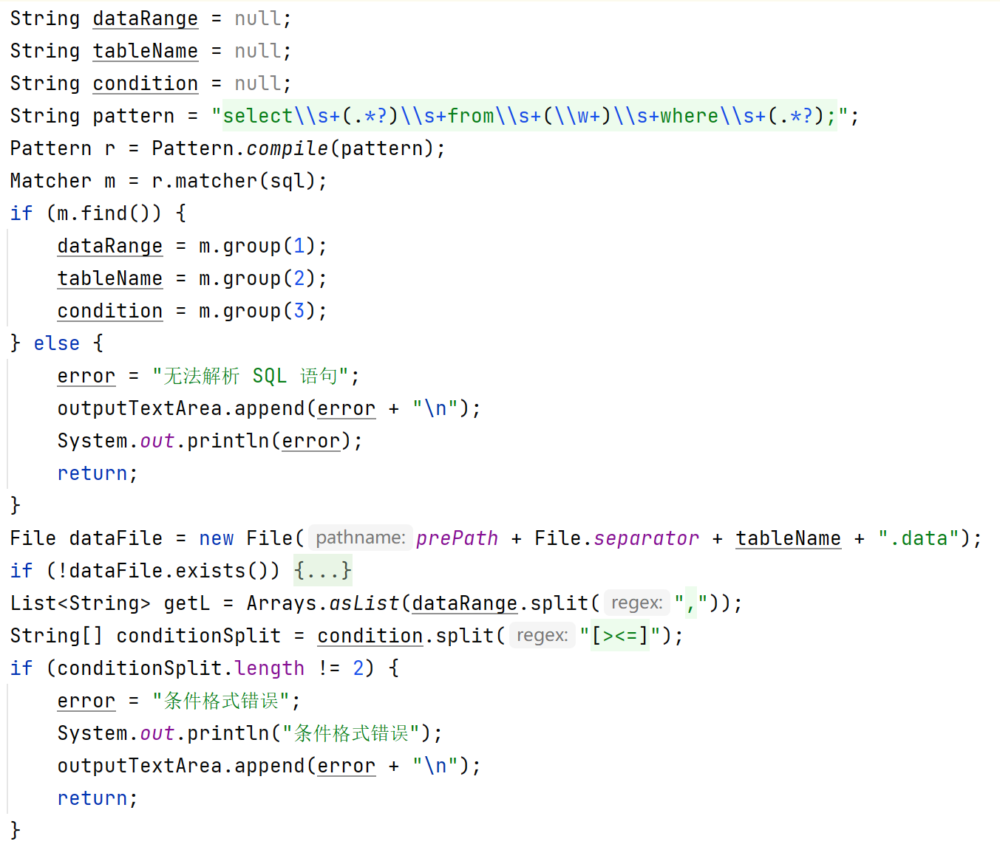 String dataRange = null;
String tableName = null;
String condition = null;
String pattern = "select\\s+(.*?)\\s+from\\s+(\\w+)\\s+where\\s+(.*?);";
Pattern r = Pattern.compile(pattern);
Matcher m = r.matcher(sql);
if (m.find()) {
    dataRange = m.group(1);
    tableName = m.group(2);
    condition = m.group(3);
} else {
    error = "无法解析 SQL 语句";
    outputTextArea.append(error + "\n");
    System.out.println(error);
    return;
}
File dataFile = new File( pathname: prePath + File.separator + tableName + ".data");
if (!dataFile.exists()) {...}
List<String> getL = Arrays.asList(dataRange.split( regex: ","));
String[] conditionSplit = condition.split( regex: "[><=]");
if (conditionSplit.length != 2) {
    error = "条件格式错误";
    System.out.println("条件格式错误");
    outputTextArea.append(error + "\n");
    return;
}